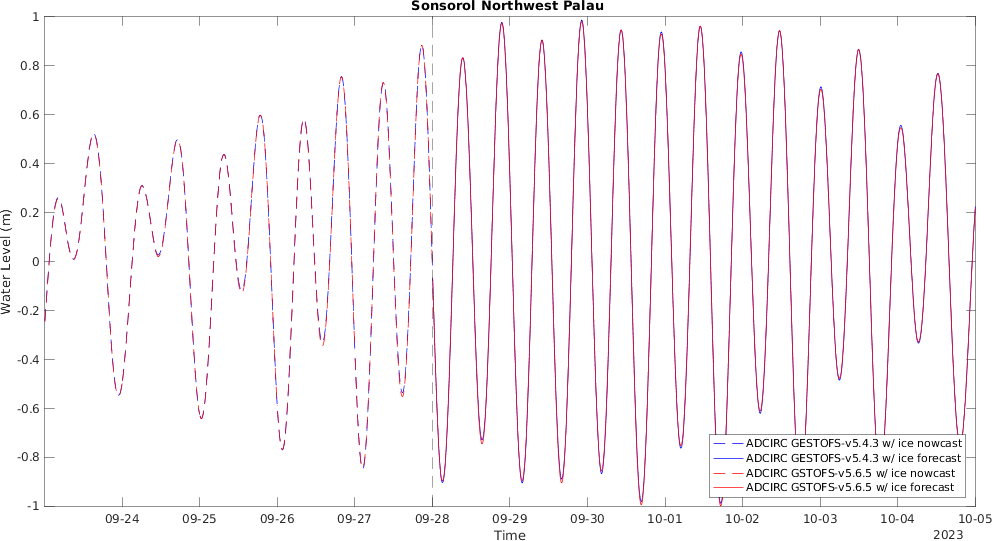 Sonsorol Northwest Palau
1
0.8
0.6
0.4
0.2
0
-0.2
-0.4
-0.6
-0.8
-1
Water Level (m)
ADCIRC GESTOFS-v5.4.3 w/ ice nowcast
ADCIRC GESTOFS-v5.4.3 w/ ice forecast
ADCIRC GSTOFS-v5.6.5 w/ ice nowcast
ADCIRC GSTOFS-v5.6.5 w/ ice forecast
09-24 09-25 09-26 09-27 09-28 09-29 09-30 10-01 10-02 10-03 10-04 10-05
Time
2023